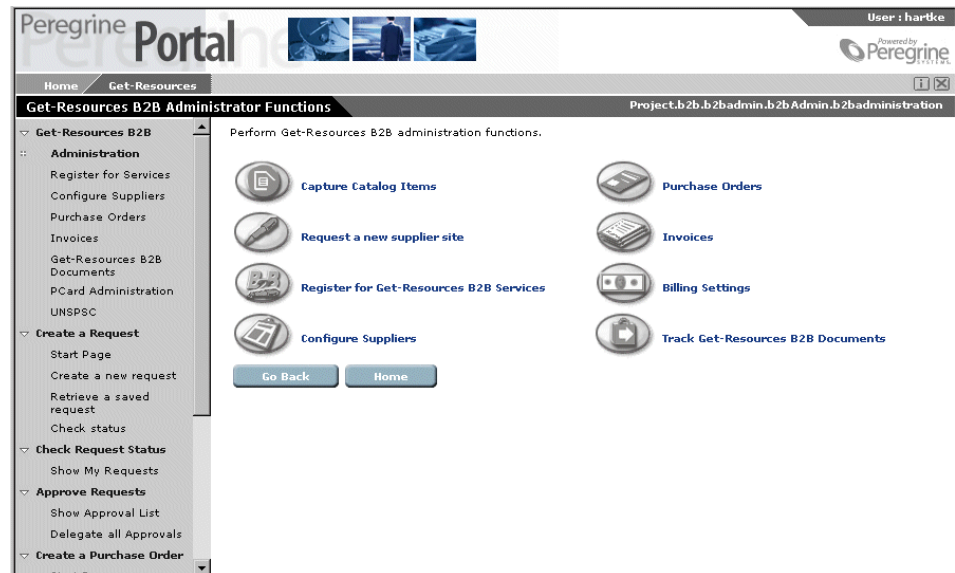 User : hartke
Peregrine Portal
Powered by
Peregrine
SYSTEMS
Home
Get-Resources
Get-Resources B2B Administrator Functions
Project.b2b.b2badmin.b2bAdmin.b2badministration
Get-Resources B2B
Administration
Register for Services
Configure Suppliers
Purchase Orders
Invoices
Get-Resources B2B
Documents
PCard Administration
UNSPSC
Create a Request
Start Page
Create a new request
Retrieve a saved
request
Check status
Check Request Status
Show My Requests
Approve Requests
Show Approval List
Delegate all Approvals
Create a Purchase Order
Perform Get-Resources B2B administration functions.
Capture Catalog Items
Purchase Orders
Request a new supplier site
Invoices
B2B
Register for Get-Resources B2B Services
Billing Settings
Configure Suppliers
Track Get-Resources B2B Documents
Go Back
Home